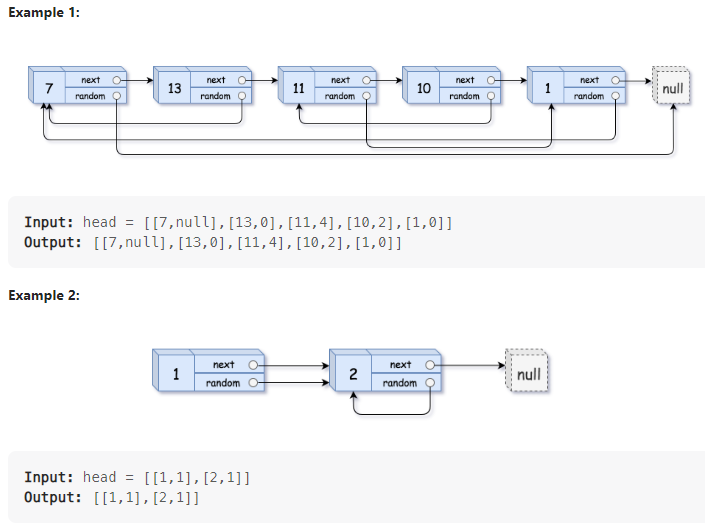 Example 1:
7 next random 13 next random 11 next random 10 next random 1 next random null
Input: head = [[7,null],[13,0],[11,4],[10,2],[1,0]]
Output: [[7,null],[13,0],[11,4],[10,2],[1,0]]
Example 2:
1 next random 2 next random null
Input: head = [[1,1],[2,1]]
Output: [[1,1],[2,1]]